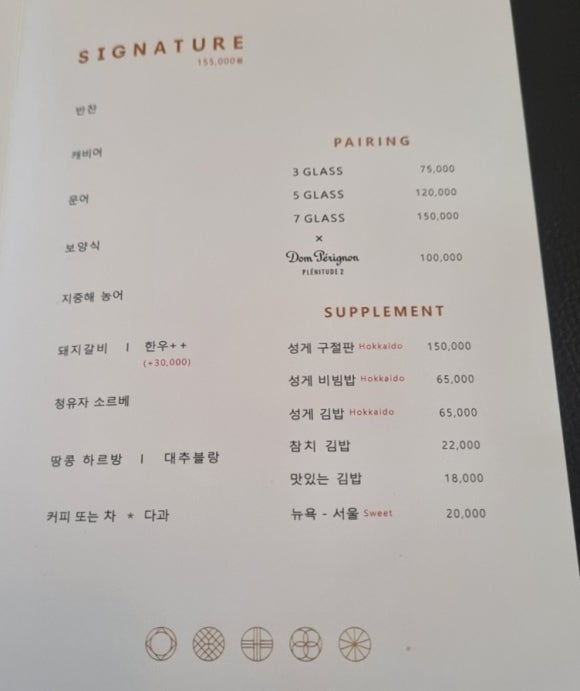 SIGNATURE
155,000₩
반찬
캐비어
문어
보양식
지중해 농어
돼지갈비 | 한우++
(+30,000)
청유자 소르베
땅콩 하르방 | 대추블랑
커피 또는 차 * 다과
PAIRING
3 GLASS 75,000
5 GLASS 120,000
7 GLASS 150,000
×
Dom Pérignon 100,000
PLÉNITUDE 2
SUPPLEMENT
성게 구절판 Hokkaido 150,000
성게 비빔밥 Hokkaido 65,000
성게 김밥 Hokkaido 65,000
참치 김밥 22,000
맛있는 김밥 18,000
뉴욕 - 서울 Sweet 20,000